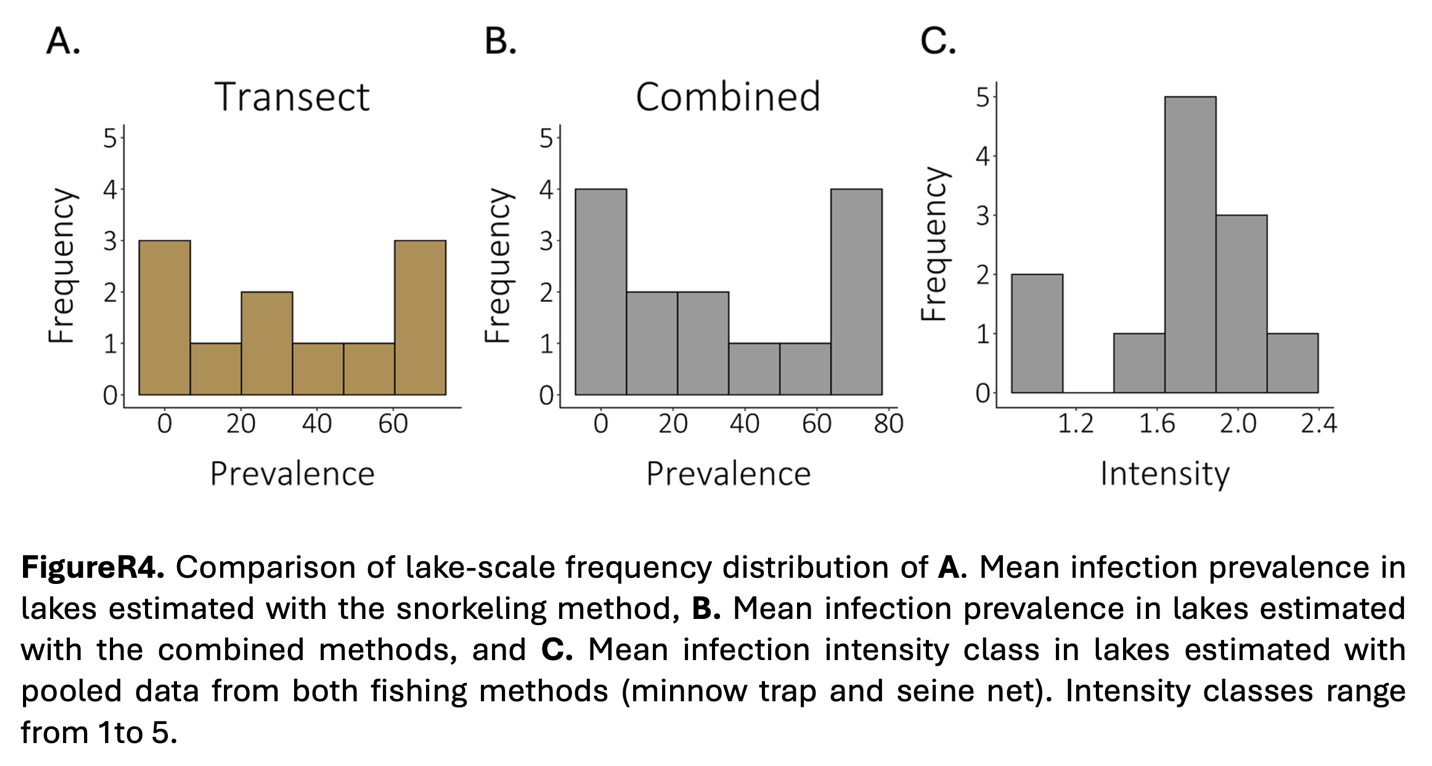 A.
B.
C.
Transect
Combined
Frequency
5
4
3
2
1
0
0 20 40 60
Prevalence
Frequency
5
4
3
2
1
0
0 20 40 60 80
Prevalence
Frequency
5
4
3
2
1
0
1.2 1.6 2.0 2.4
Intensity
FigureR4. Comparison of lake-scale frequency distribution of A. Mean infection prevalence in
lakes estimated with the snorkeling method, B. Mean infection prevalence in lakes estimated
with the combined methods, and C. Mean infection intensity class in lakes estimated with
pooled data from both fishing methods (minnow trap and seine net). Intensity classes range
from 1to 5.